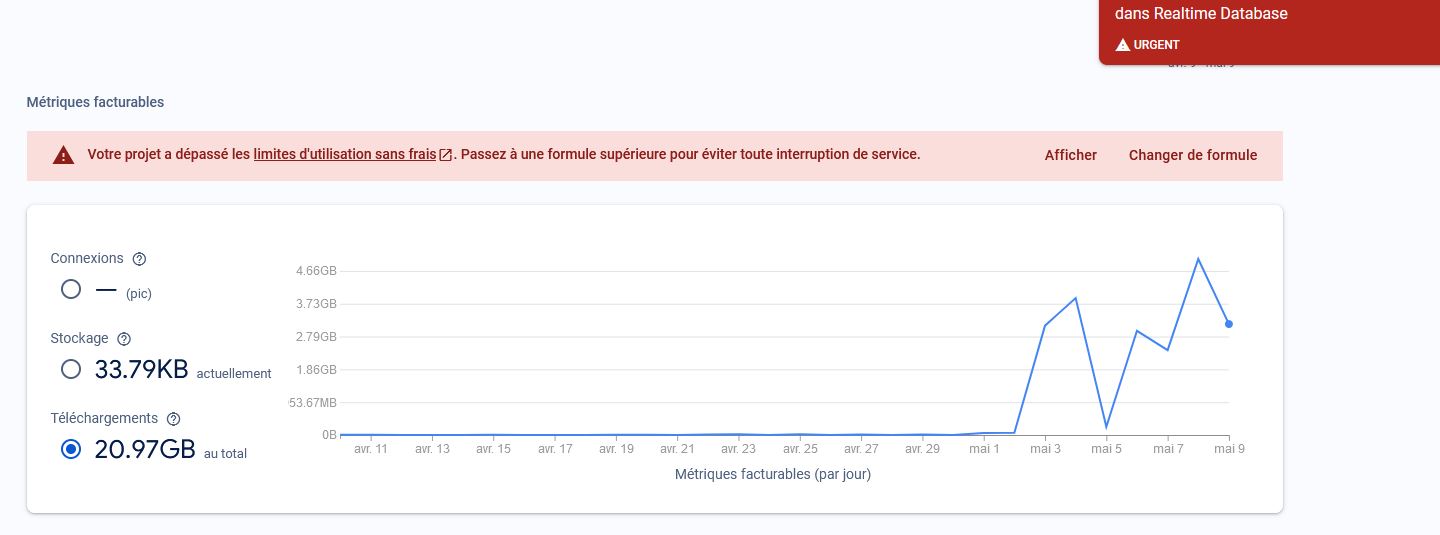 dans Realtime Database
URGENT
Métriques facturables
Votre projet a dépassé les limites d'utilisation sans frais. Passez à une formule supérieure pour éviter toute interruption de service.
Afficher
Changer de formule
Connexions
— (pic)
Stockage
33.79KB actuellement
Téléchargements
20.97GB au total
4.66GB
3.73GB
2.79GB
1.86GB
53.67MB
0B
avr. 11 avr. 13 avr. 15 avr. 17 avr. 19 avr. 21 avr. 23 avr. 25 avr. 27 avr. 29 mai 1 mai 3 mai 5 mai 7 mai 9
Métriques facturables (par jour)